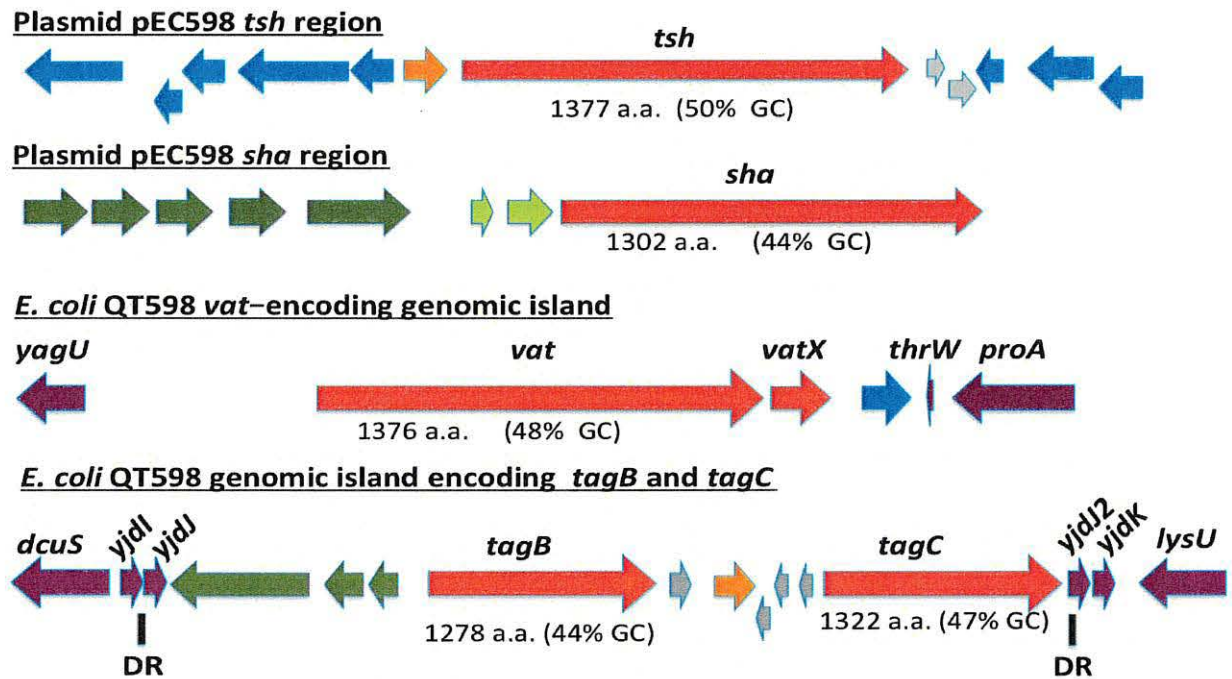 Plasmid pEC598 tsh region
tsh
1377 a.a. (50% GC)
Plasmid pEC598 sha region
sha
1302 a.a. (44% GC)
E. coli QT598 vat−encoding genomic island
yagU vat vatX thrW proA
1376 a.a. (48% GC)
E. coli QT598 genomic island encoding tagB and tagC
dcuS yjdI yjdJ tagB tagC yjdJ2 yjdK lysU
1278 a.a. (44% GC) 1322 a.a. (47% GC)
DR DR